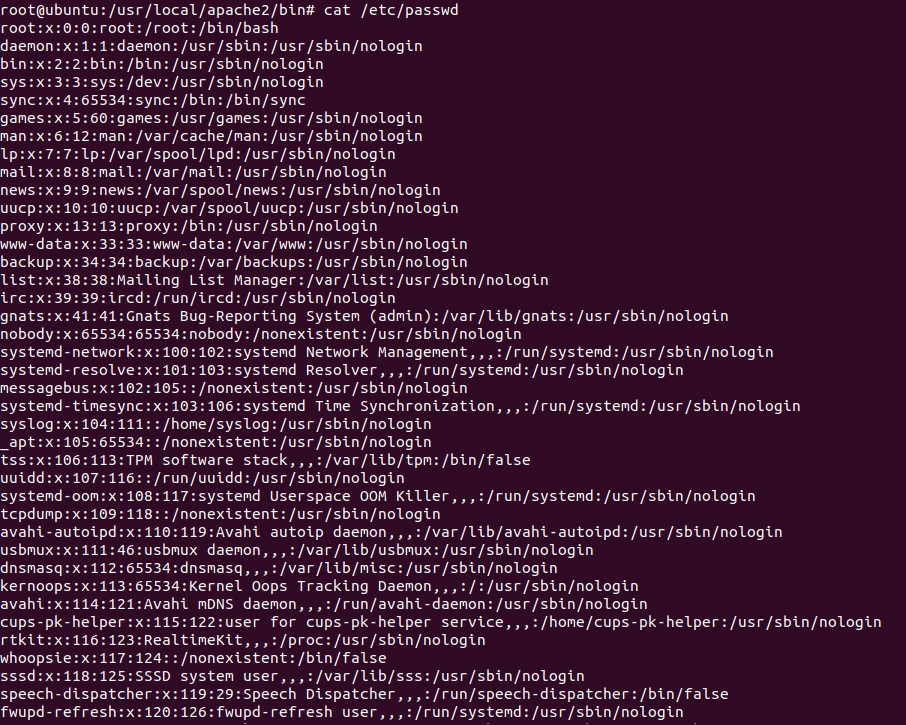 root@ubuntu:/usr/local/apache2/bin# cat /etc/passwd
root:x:0:0:root:/root:/bin/bash
daemon:x:1:1:daemon:/usr/sbin:/usr/sbin/nologin
bin:x:2:2:bin:/bin:/usr/sbin/nologin
sys:x:3:3:sys:/dev:/usr/sbin/nologin
sync:x:4:65534:sync:/bin:/bin/sync
games:x:5:60:games:/usr/games:/usr/sbin/nologin
man:x:6:12:man:/var/cache/man:/usr/sbin/nologin
lp:x:7:7:lp:/var/spool/lpd:/usr/sbin/nologin
mail:x:8:8:mail:/var/mail:/usr/sbin/nologin
news:x:9:9:news:/var/spool/news:/usr/sbin/nologin
uucp:x:10:10:uucp:/var/spool/uucp:/usr/sbin/nologin
proxy:x:13:13:proxy:/bin:/usr/sbin/nologin
www-data:x:33:33:www-data:/var/www:/usr/sbin/nologin
backup:x:34:34:backup:/var/backups:/usr/sbin/nologin
list:x:38:38:Mailing List Manager:/var/list:/usr/sbin/nologin
irc:x:39:39:ircd:/run/ircd:/usr/sbin/nologin
gnats:x:41:41:Gnats Bug-Reporting System (admin):/var/lib/gnats:/usr/sbin/nologin
nobody:x:65534:65534:nobody:/nonexistent:/usr/sbin/nologin
systemd-network:x:100:102:systemd Network Management,,,:/run/systemd:/usr/sbin/nologin
systemd-resolve:x:101:103:systemd Resolver,,,:/run/systemd:/usr/sbin/nologin
messagebus:x:102:105::/nonexistent:/usr/sbin/nologin
systemd-timesync:x:103:106:systemd Time Synchronization,,,:/run/systemd:/usr/sbin/nologin
syslog:x:104:111::/home/syslog:/usr/sbin/nologin
_apt:x:105:65534::/nonexistent:/usr/sbin/nologin
tss:x:106:113:TPM software stack,,,:/var/lib/tpm:/bin/false
uuidd:x:107:116::/run/uuidd:/usr/sbin/nologin
systemd-oom:x:108:117:systemd Userspace OOM Killer,,,:/run/systemd:/usr/sbin/nologin
tcpdump:x:109:118::/nonexistent:/usr/sbin/nologin
avahi-autoipd:x:110:119:Avahi autoip daemon,,,:/var/lib/avahi-autoipd:/usr/sbin/nologin
usbmux:x:111:46:usbmux daemon,,,:/var/lib/usbmux:/usr/sbin/nologin
dnsmasq:x:112:65534:dnsmasq,,,:/var/lib/misc:/usr/sbin/nologin
kernoops:x:113:65534:Kernel Oops Tracking Daemon,,,:/:/usr/sbin/nologin
avahi:x:114:121:Avahi mDNS daemon,,,:/run/avahi-daemon:/usr/sbin/nologin
cups-pk-helper:x:115:122:user for cups-pk-helper service,,,:/home/cups-pk-helper:/usr/sbin/nologin
rtkit:x:116:123:RealtimeKit,,,:/proc:/usr/sbin/nologin
whoopsie:x:117:124::/nonexistent:/bin/false
sssd:x:118:125:SSSD system user,,,:/var/lib/sss:/usr/sbin/nologin
speech-dispatcher:x:119:29:Speech Dispatcher,,,:/run/speech-dispatcher:/bin/false
fwupd-refresh:x:120:126:fwupd-refresh user,,,:/run/systemd:/usr/sbin/nologin